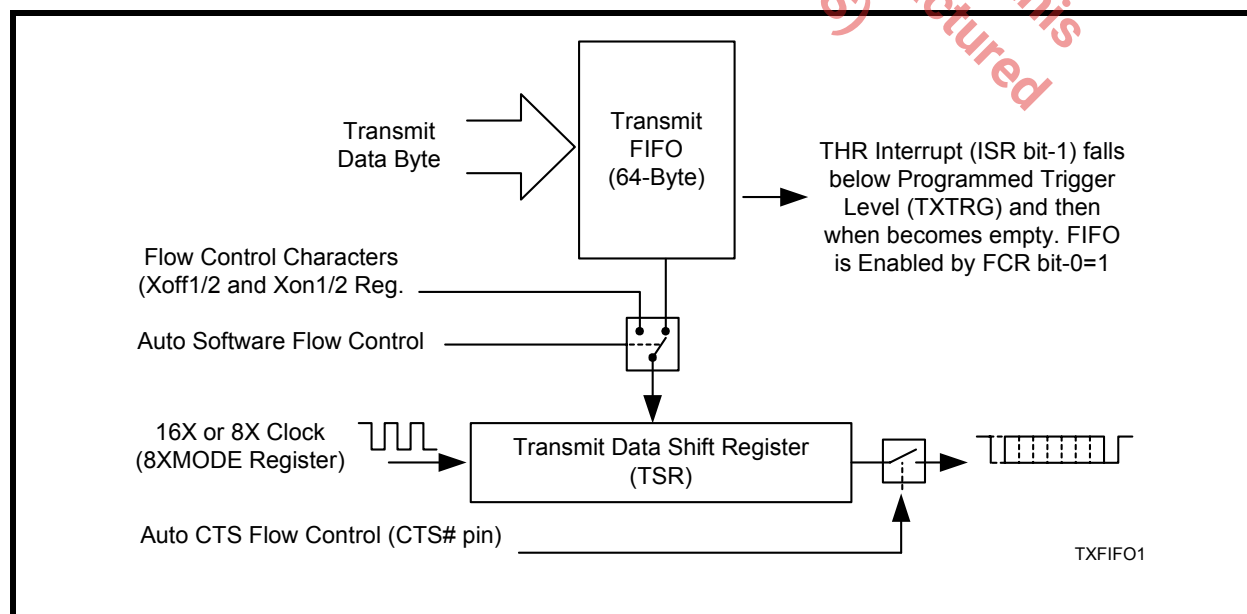 his
ctured
s)
Transmit
Data Byte
Transmit
FIFO
(64-Byte)
THR Interrupt (ISR bit-1) falls
below Programmed Trigger
Level (TXTRG) and then
when becomes empty. FIFO
is Enabled by FCR bit-0=1
Flow Control Characters
(Xoff1/2 and Xon1/2 Reg.
Auto Software Flow Control
16X or 8X Clock
(8XMODE Register)
Transmit Data Shift Register
(TSR)
Auto CTS Flow Control (CTS# pin)
TXFIFO1